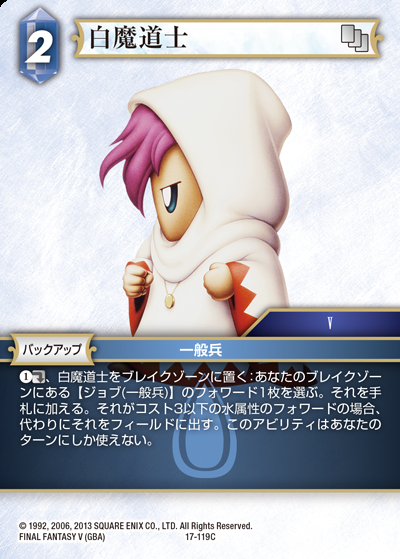 2
白魔道士
V
バックアップ
一般兵
❶、白魔道士をブレイクゾーンに置く:あなたのブレイクゾ
ーンにある【ジョブ(一般兵)】のフォワード1枚を選ぶ。それを手
札に加える。それがコスト3以下の水属性のフォワードの場合、
代わりにそれをフィールドに出す。このアビリティはあなたの
ターンにしか使えない。
© 1992, 2006, 2013 SQUARE ENIX CO., LTD. All Rights Reserved.
FINAL FANTASY V (GBA)
17-119C